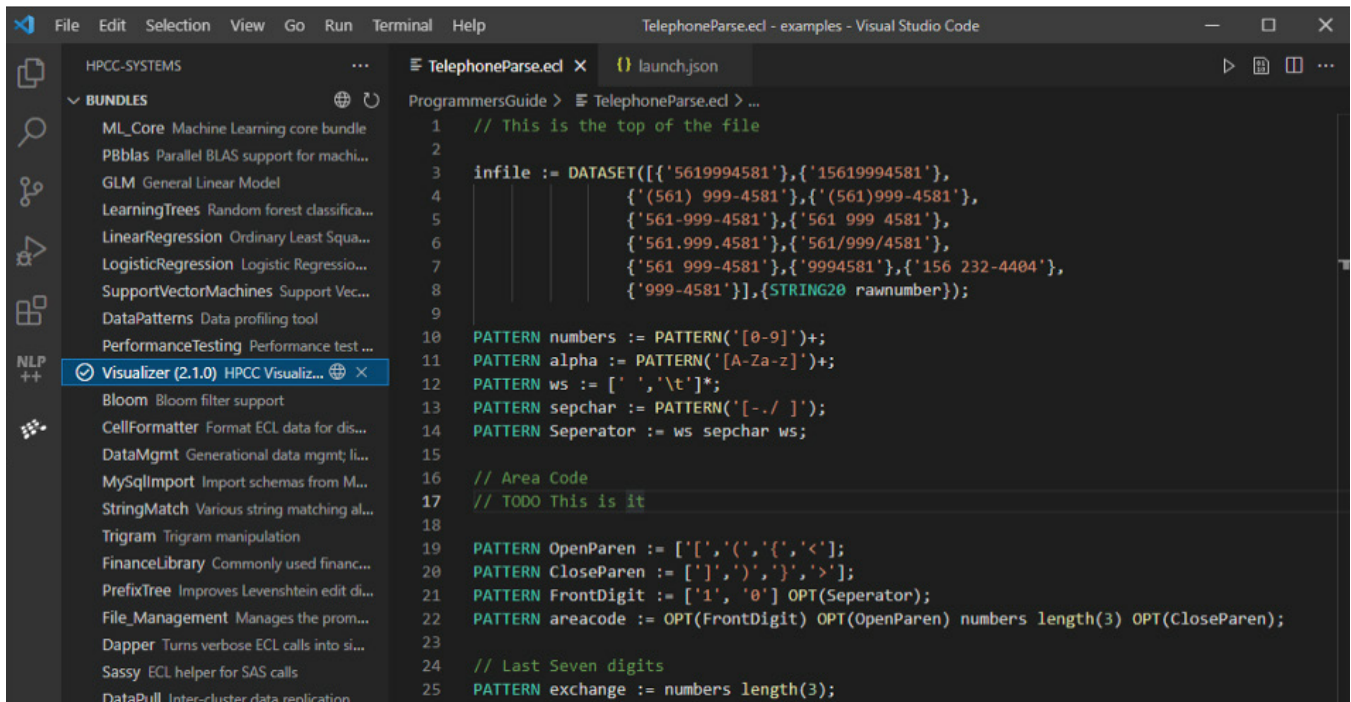 File Edit Selection View Go Run Terminal Help TelephoneParse.ecl - examples - Visual Studio Code
HPCC-SYSTEMS ...
BUNDLES
ML_Core Machine Learning core bundle
PBblas Parallel BLAS support for machi...
GLM General Linear Model
LearningTrees Random forest classifica...
LinearRegression Ordinary Least Squa...
LogisticRegression Logistic Regressio...
SupportVectorMachines Support Vec...
DataPatterns Data profiling tool
PerformanceTesting Performance test ...
Visualizer (2.1.0) HPCC Visualiz...
Bloom Bloom filter support
CellFormatter Format ECL data for dis...
DataMgmt Generational data mgmt; li...
MySqlImport Import schemas from M...
StringMatch Various string matching al...
Trigram Trigram manipulation
FinanceLibrary Commonly used financ...
PrefixTree Improves Levenshtein edit di...
File_Management Manages the prom...
Dapper Turns verbose ECL calls into si...
Sassy ECL helper for SAS calls
DataPull Inter-cluster data replication
NLP
++
TelephoneParse.ecl {} launch.json
ProgrammersGuide > TelephoneParse.ecl > ...
1 // This is the top of the file
2
3 infile := DATASET([{'5619994581'},{'15619994581'},
4 {'(561) 999-4581'},{'(561)999-4581'},
5 {'561-999-4581'},{'561 999 4581'},
6 {'561.999.4581'},{'561/999/4581'},
7 {'561 999-4581'},{'9994581'},{'156 232-4404'},
8 {'999-4581'}],{STRING20 rawnumber});
9
10 PATTERN numbers := PATTERN('[0-9]')+;
11 PATTERN alpha := PATTERN('[A-Za-z]')+;
12 PATTERN ws := [' ','\t']*;
13 PATTERN sepchar := PATTERN('[-./ ]');
14 PATTERN Seperator := ws sepchar ws;
15
16 // Area Code
17 // TODO This is it
18
19 PATTERN OpenParen := ['[','(','{','<'];
20 PATTERN CloseParen := [']',')','}','>'];
21 PATTERN FrontDigit := ['1', '0'] OPT(Seperator);
22 PATTERN areacode := OPT(FrontDigit) OPT(OpenParen) numbers length(3) OPT(CloseParen);
23
24 // Last Seven digits
25 PATTERN exchange := numbers length(3);